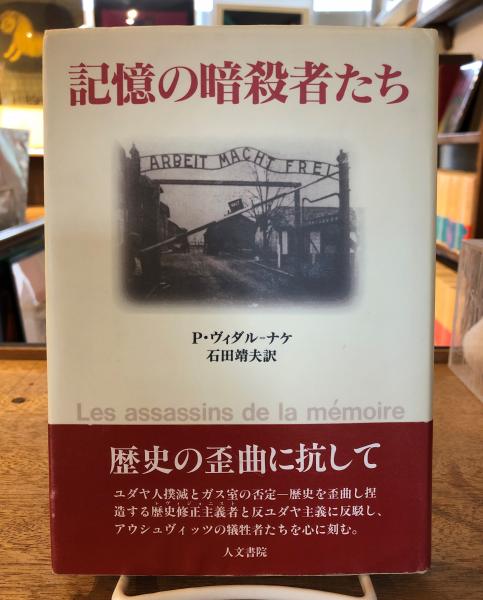 記憶の暗殺者たち
ARBEIT MACHT FREI
P・ヴィダル=ナケ
石田靖夫訳
Les assassins de la mémoire
歴史の歪曲に抗して
ユダヤ人撲滅とガス室の否定―歴史を歪曲し捏
造する歴史修正主義者と反ユダヤ主義に反駁し、
アウシュヴィッツの犠牲者たちを心に刻む。
人文書院